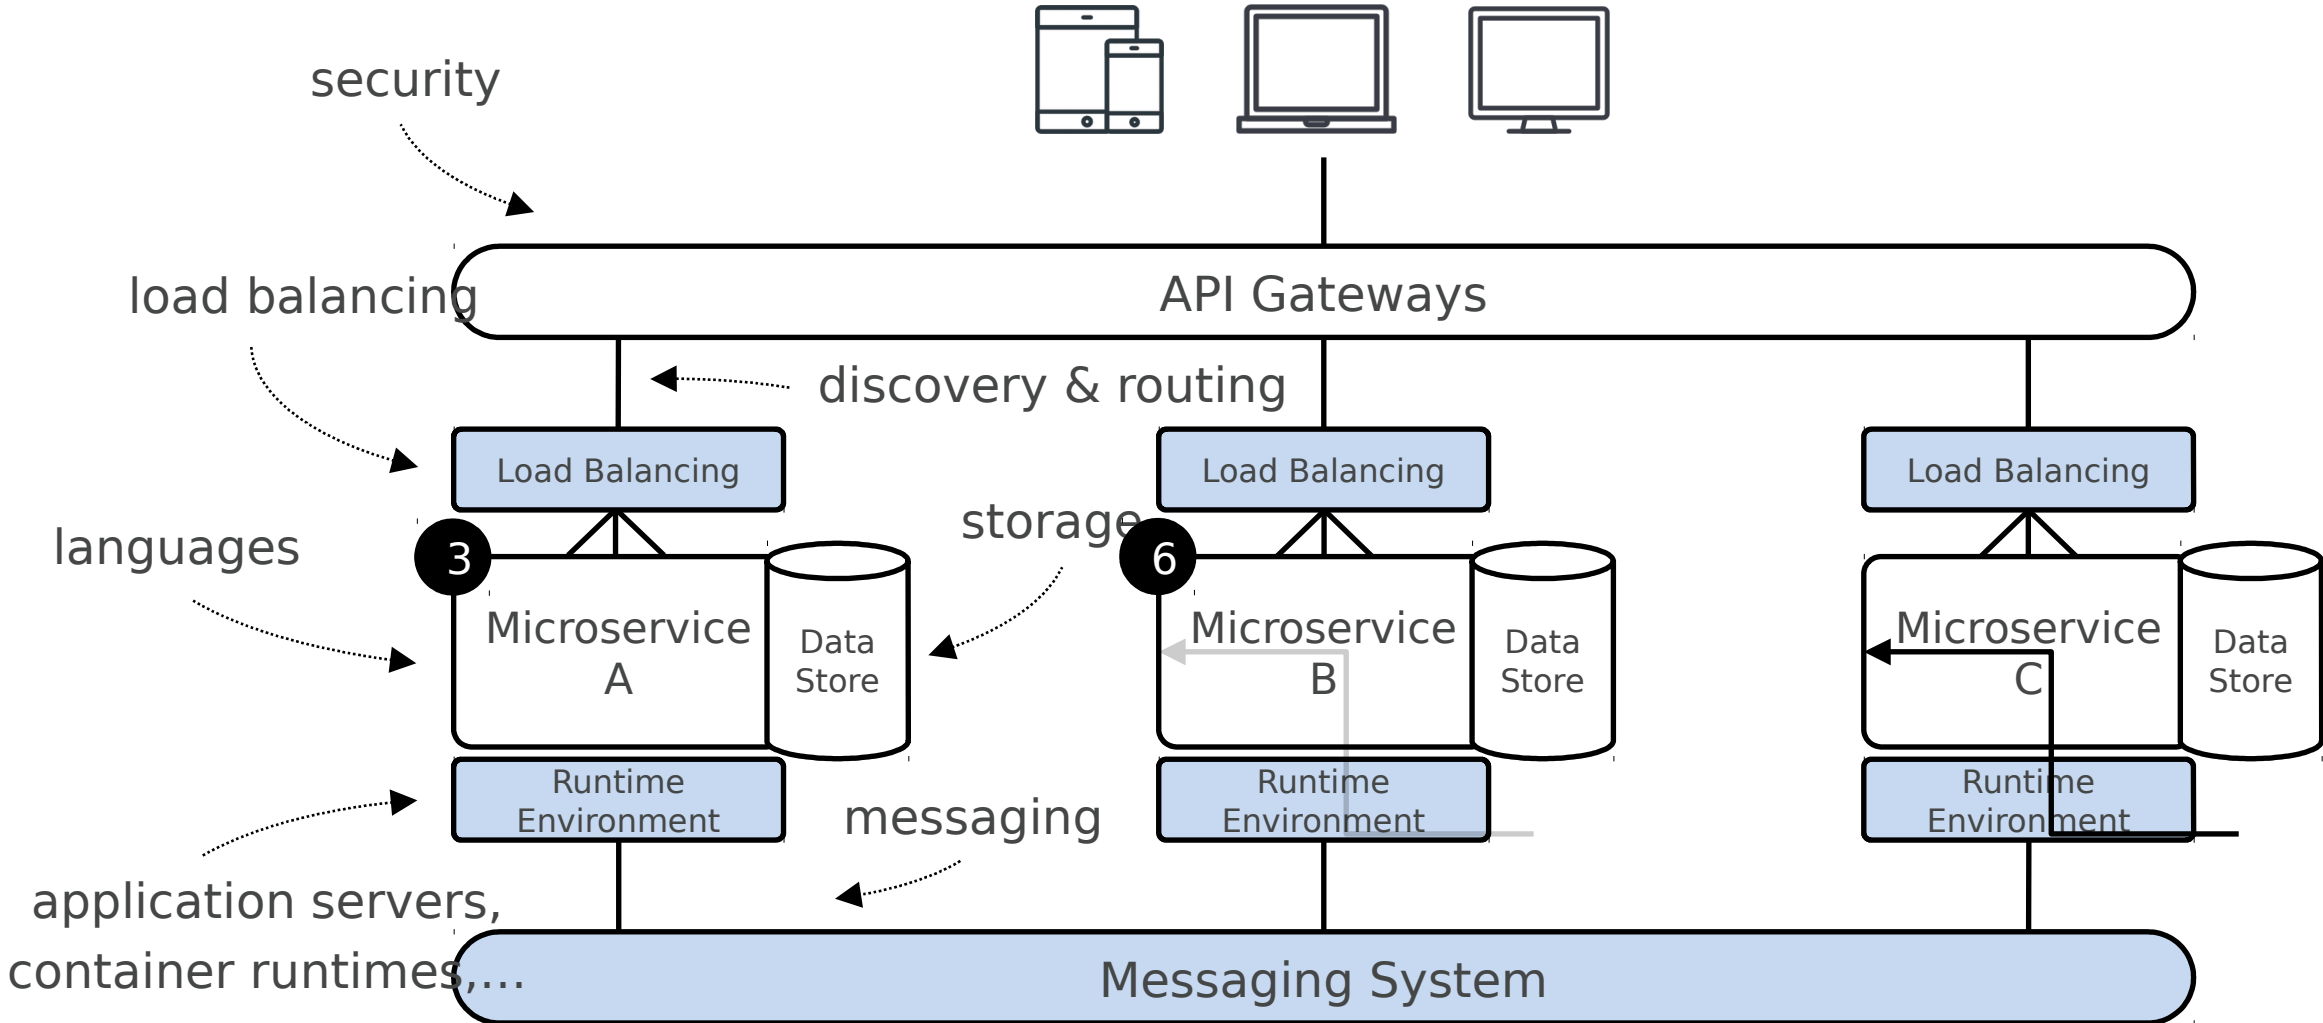 security
load balancing
API Gateways
discovery & routing
Load Balancing
Load Balancing
Load Balancing
languages
storage
3
6
Microservice
A
Data
Store
Microservice
B
Data
Store
Microservice
C
Data
Store
Runtime
Environment
Runtime
Environment
Runtime
Environment
messaging
application servers,
container runtimes,...
Messaging System